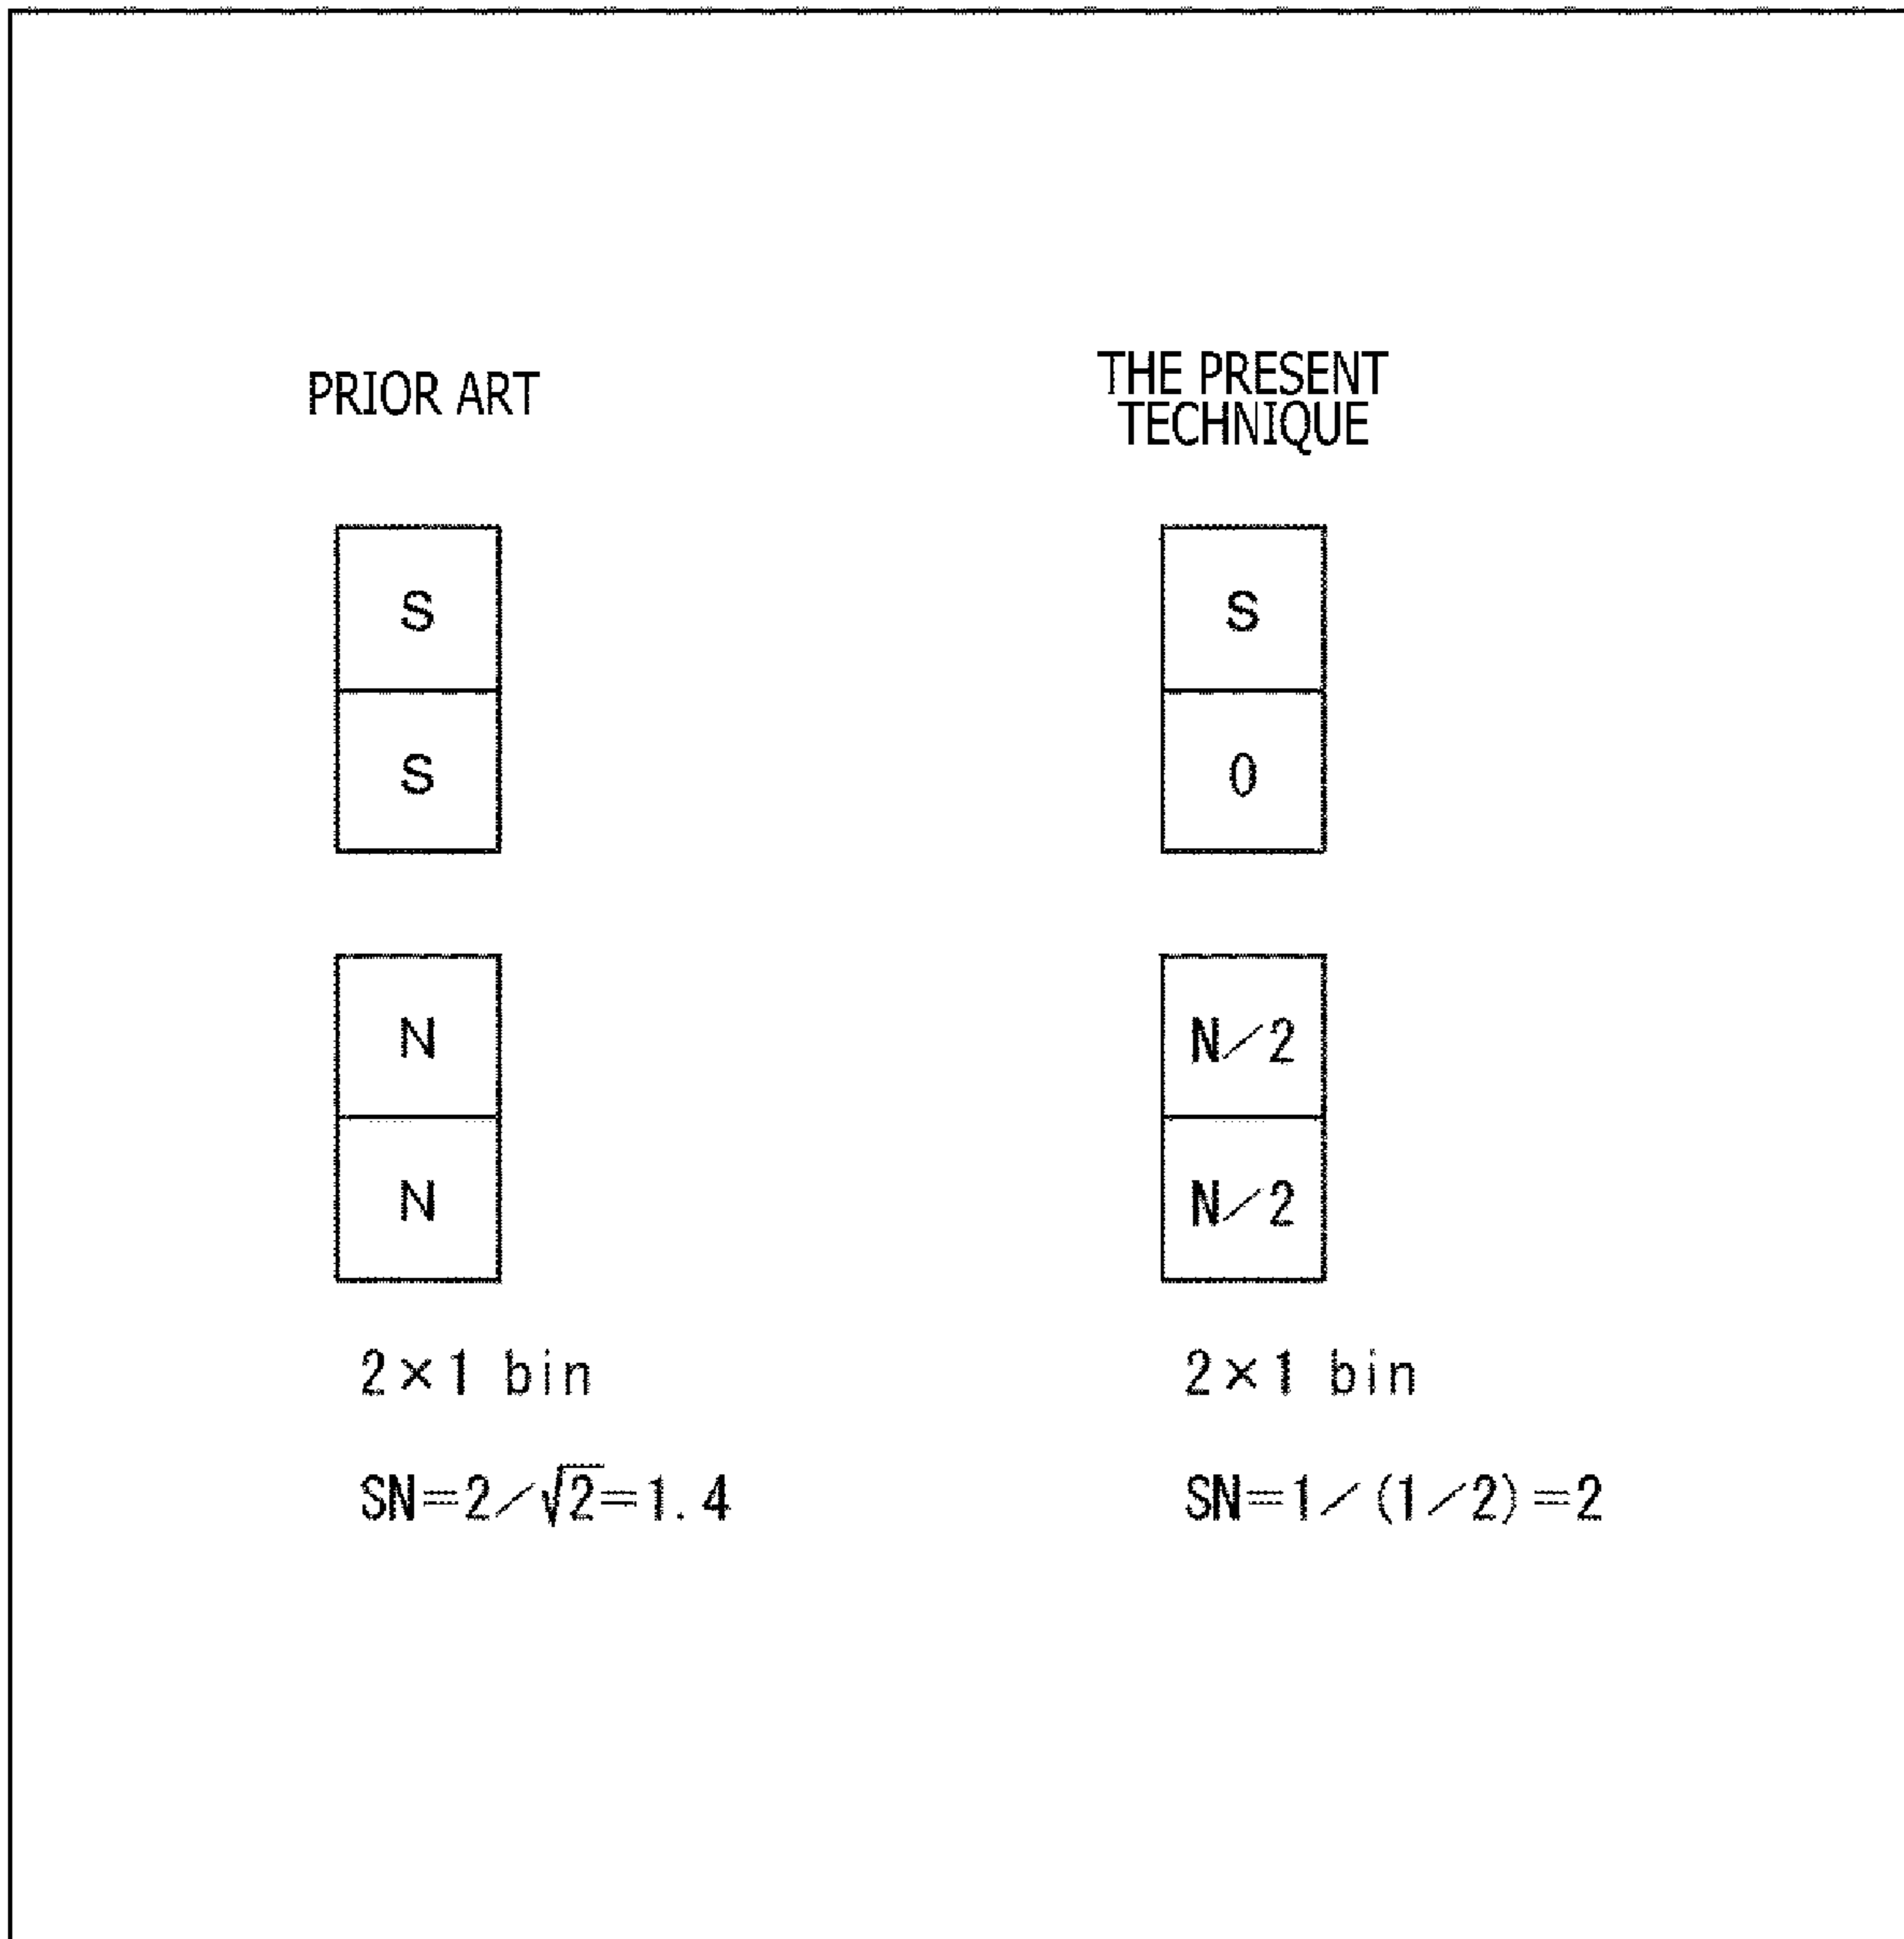 PRIOR ART
S
S
N
N
2×1 bin
SN=2/√2=1.4
THE PRESENT
TECHNIQUE
S
0
N/2
N/2
2×1 bin
SN=1/(1/2)=2